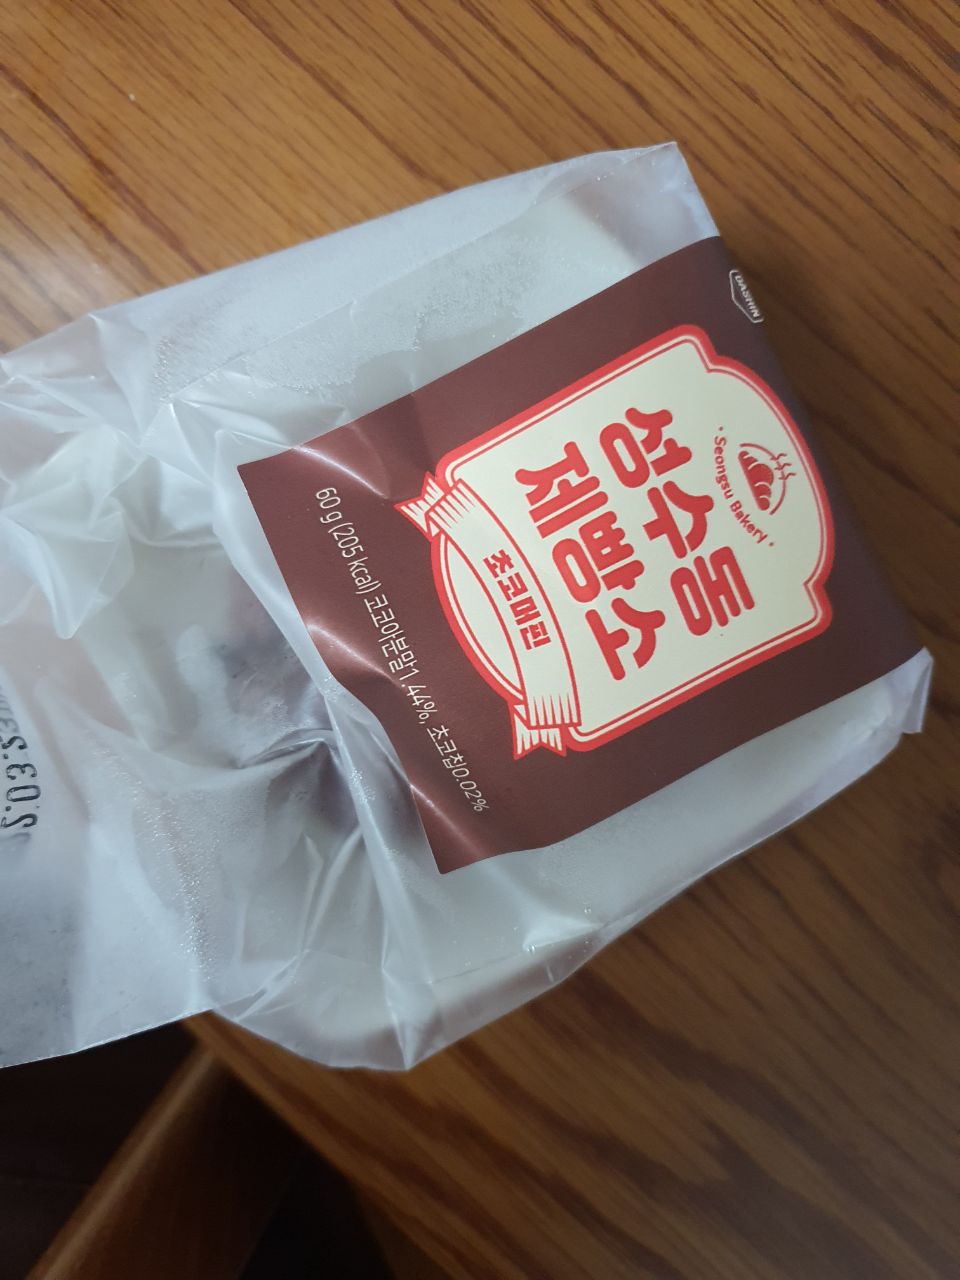 DASHIN
· Seongsu Bakery ·
성수동
제빵소
초코머핀
60 g (205 kcal) 코코아분말 1.44%, 초코칩 0.02%